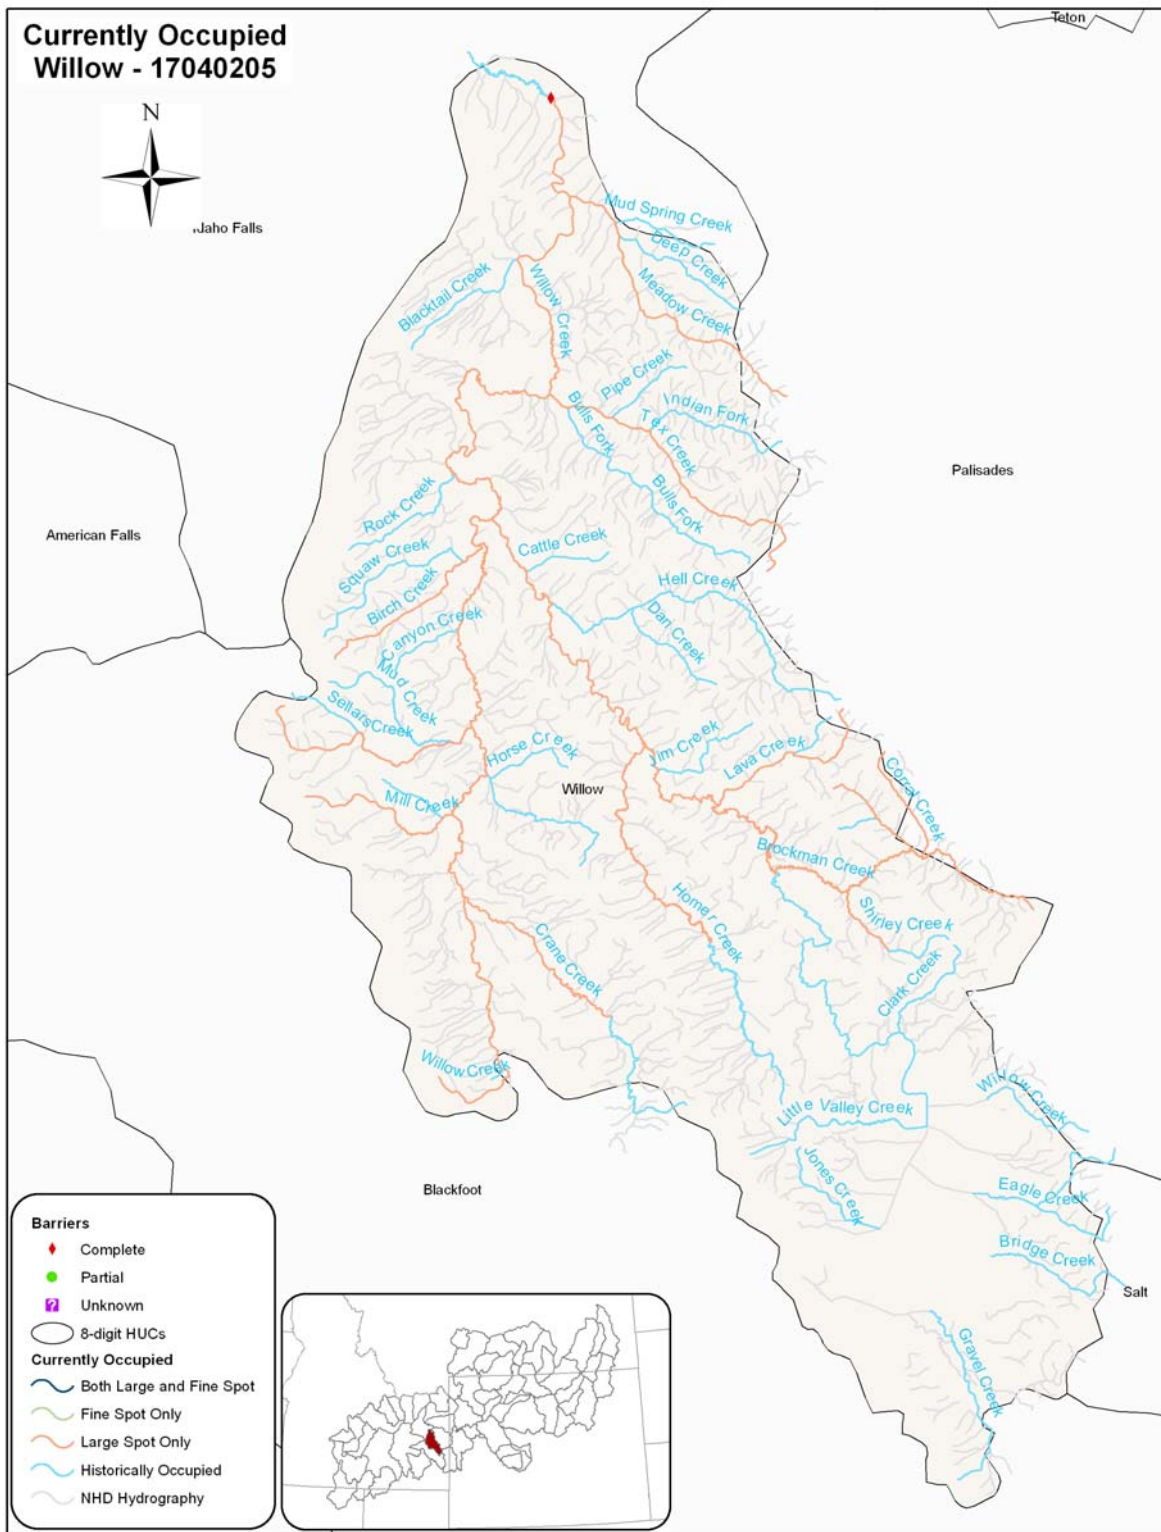 Currently Occupied
Willow - 17040205
Teton
N
Idaho Falls
Mud Spring Creek
Deep Creek
Blacktail Creek
Willow Creek
Meadow Creek
Pipe Creek
Indian Fork
Bulls Fork
Tex Creek
Palisades
Bulls Fork
Rock Creek
American Falls
Cattle Creek
Squaw Creek
Hell Creek
Birch Creek
Dan Creek
Canyon Creek
Mud Creek
Sellars Creek
Horse Creek
Jim Creek
Lava Creek
Corral Creek
Willow
Mill Creek
Brockman Creek
Homer Creek
Shirley Creek
Crane Creek
Clark Creek
Willow Creek
Willow Creek
Little Valley Creek
Jones Creek
Blackfoot
Eagle Creek
Bridge Creek
Salt
Gravel Creek
Barriers
Complete
Partial
?
Unknown
8-digit HUCs
Currently Occupied
Both Large and Fine Spot
Fine Spot Only
Large Spot Only
Historically Occupied
NHD Hydrography